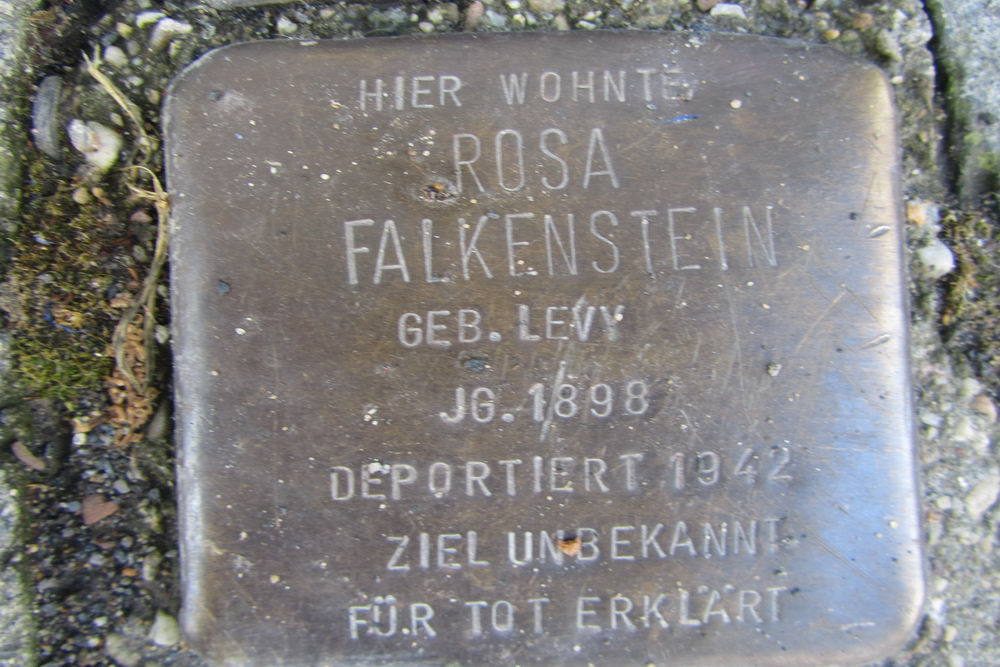 HIER WOHNTE
ROSA
FALKENSTEIN
GEB. LEVY
JG. 1898
DEPORTIERT 1942
ZIEL UNBEKANNT
FÜR TOT ERKLÄRT